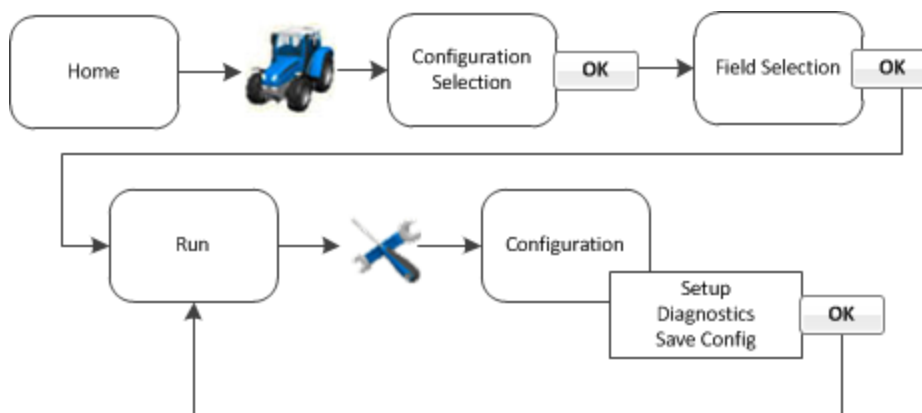 Home
Configuration
Selection
OK
Field Selection
OK
Run
Configuration
Setup
Diagnostics
Save Config
OK